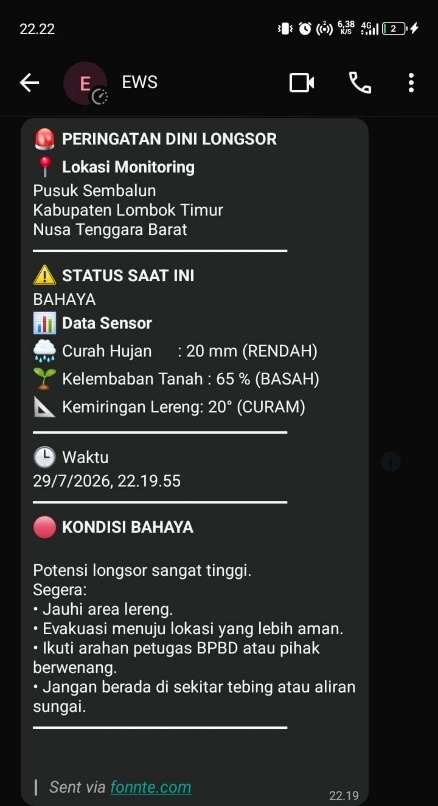 22.22
6,38 K/S
4G
2
E
EWS
PERINGATAN DINI LONGSOR
Lokasi Monitoring
Pusuk Sembalun
Kabupaten Lombok Timur
Nusa Tenggara Barat
STATUS SAAT INI
BAHAYA
Data Sensor
Curah Hujan : 20 mm (RENDAH)
Kelembaban Tanah : 65 % (BASAH)
Kemiringan Lereng: 20° (CURAM)
Waktu
29/7/2026, 22.19.55
KONDISI BAHAYA
Potensi longsor sangat tinggi.
Segera:
• Jauhi area lereng.
• Evakuasi menuju lokasi yang lebih aman.
• Ikuti arahan petugas BPBD atau pihak
berwenang.
• Jangan berada di sekitar tebing atau aliran
sungai.
Sent via fonnte.com
22.19